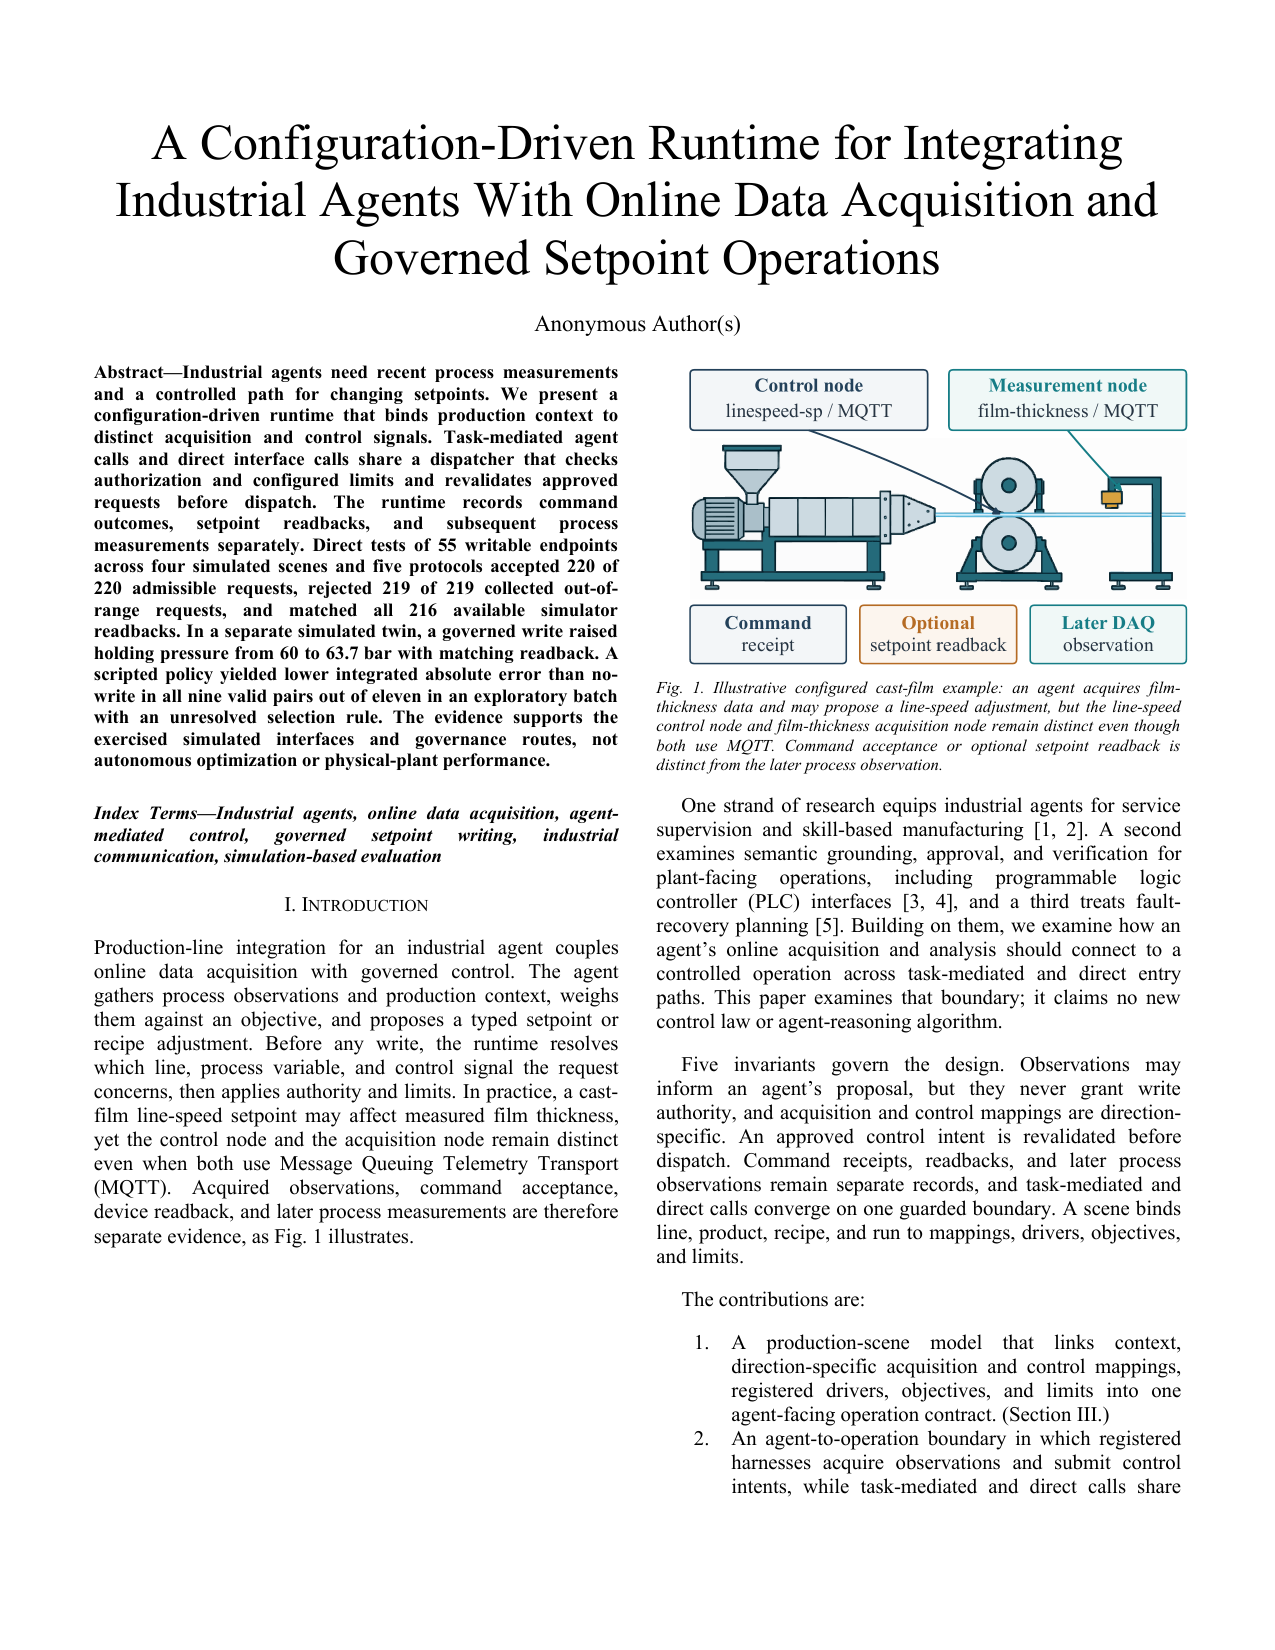 A Configuration-Driven Runtime for Integrating
Industrial Agents With Online Data Acquisition and
Governed Setpoint Operations
Anonymous Author(s)
Abstract—Industrial agents need recent process measurements
and a controlled path for changing setpoints. We present a
configuration-driven runtime that binds production context to
distinct acquisition and control signals. Task-mediated agent
calls and direct interface calls share a dispatcher that checks
authorization and configured limits and revalidates approved
requests before dispatch. The runtime records command
outcomes, setpoint readbacks, and subsequent process
measurements separately. Direct tests of 55 writable endpoints
across four simulated scenes and five protocols accepted 220 of
220 admissible requests, rejected 219 of 219 collected out-of-
range requests, and matched all 216 available simulator
readbacks. In a separate simulated twin, a governed write raised
holding pressure from 60 to 63.7 bar with matching readback. A
scripted policy yielded lower integrated absolute error than no-
write in all nine valid pairs out of eleven in an exploratory batch
with an unresolved selection rule. The evidence supports the
exercised simulated interfaces and governance routes, not
autonomous optimization or physical-plant performance.
Index Terms—Industrial agents, online data acquisition, agent-
mediated control, governed setpoint writing, industrial
communication, simulation-based evaluation
I. INTRODUCTION
Production-line integration for an industrial agent couples
online data acquisition with governed control. The agent
gathers process observations and production context, weighs
them against an objective, and proposes a typed setpoint or
recipe adjustment. Before any write, the runtime resolves
which line, process variable, and control signal the request
concerns, then applies authority and limits. In practice, a cast-
film line-speed setpoint may affect measured film thickness,
yet the control node and the acquisition node remain distinct
even when both use Message Queuing Telemetry Transport
(MQTT). Acquired observations, command acceptance,
device readback, and later process measurements are therefore
separate evidence, as Fig. 1 illustrates.
Control node
linespeed-sp / MQTT
Measurement node
film-thickness / MQTT
Command
receipt
Optional
setpoint readback
Later DAQ
observation
Fig. 1. Illustrative configured cast-film example: an agent acquires film-
thickness data and may propose a line-speed adjustment, but the line-speed
control node and film-thickness acquisition node remain distinct even though
both use MQTT. Command acceptance or optional setpoint readback is
distinct from the later process observation.
One strand of research equips industrial agents for service
supervision and skill-based manufacturing [1, 2]. A second
examines semantic grounding, approval, and verification for
plant-facing operations, including programmable logic
controller (PLC) interfaces [3, 4], and a third treats fault-
recovery planning [5]. Building on them, we examine how an
agent's online acquisition and analysis should connect to a
controlled operation across task-mediated and direct entry
paths. This paper examines that boundary; it claims no new
control law or agent-reasoning algorithm.
Five invariants govern the design. Observations may
inform an agent's proposal, but they never grant write
authority, and acquisition and control mappings are direction-
specific. An approved control intent is revalidated before
dispatch. Command receipts, readbacks, and later process
observations remain separate records, and task-mediated and
direct calls converge on one guarded boundary. A scene binds
line, product, recipe, and run to mappings, drivers, objectives,
and limits.
The contributions are:
1. A production-scene model that links context,
direction-specific acquisition and control mappings,
registered drivers, objectives, and limits into one
agent-facing operation contract. (Section III.)
2. An agent-to-operation boundary in which registered
harnesses acquire observations and submit control
intents, while task-mediated and direct calls share